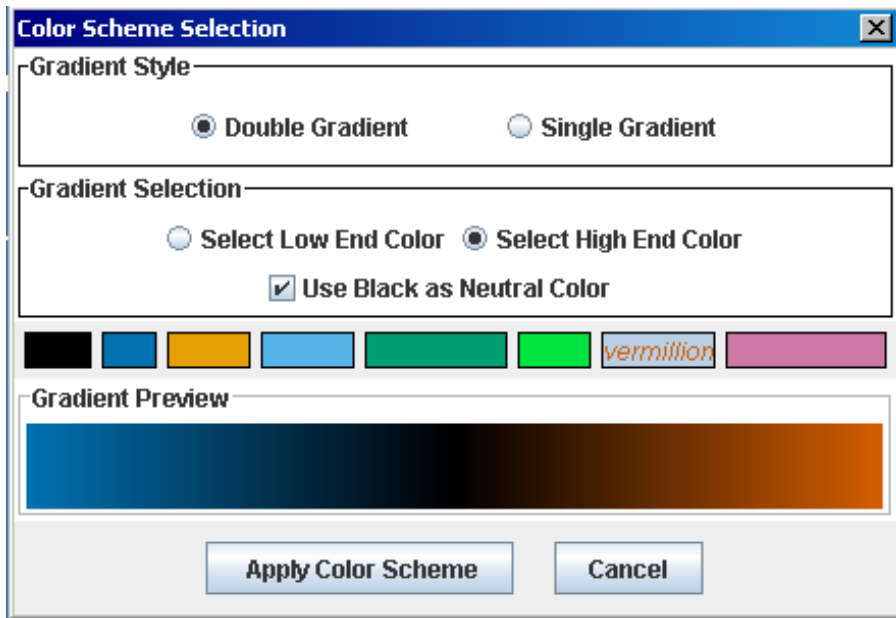 Color Scheme Selection
Gradient Style
Double Gradient Single Gradient
Gradient Selection
Select Low End Color Select High End Color
Use Black as Neutral Color
vermillion
Gradient Preview
Apply Color Scheme Cancel